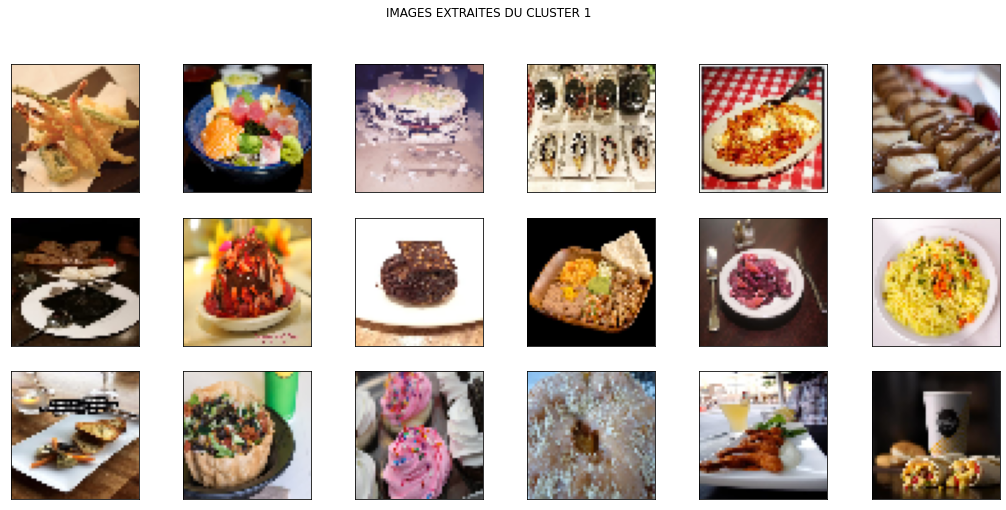 IMAGES EXTRAITES DU CLUSTER 1